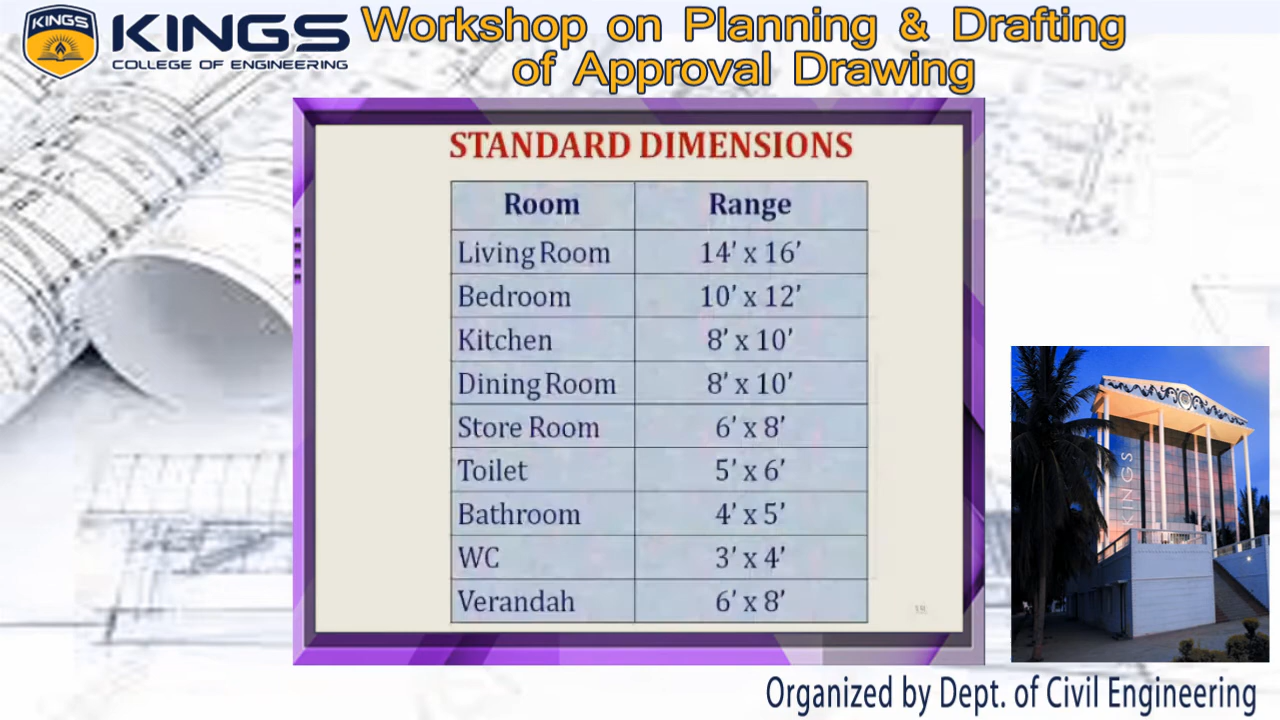 KINGS
KINGS
COLLEGE OF ENGINEERING
Workshop on Planning & Drafting
of Approval Drawing
STANDARD DIMENSIONS
Room Range
Living Room 14’ x 16’
Bedroom 10’ x 12’
Kitchen 8’ x 10’
Dining Room 8’ x 10’
Store Room 6’ x 8’
Toilet 5’ x 6’
Bathroom 4’ x 5’
WC 3’ x 4’
Verandah 6’ x 8’
KINGS
Organized by Dept. of Civil Engineering